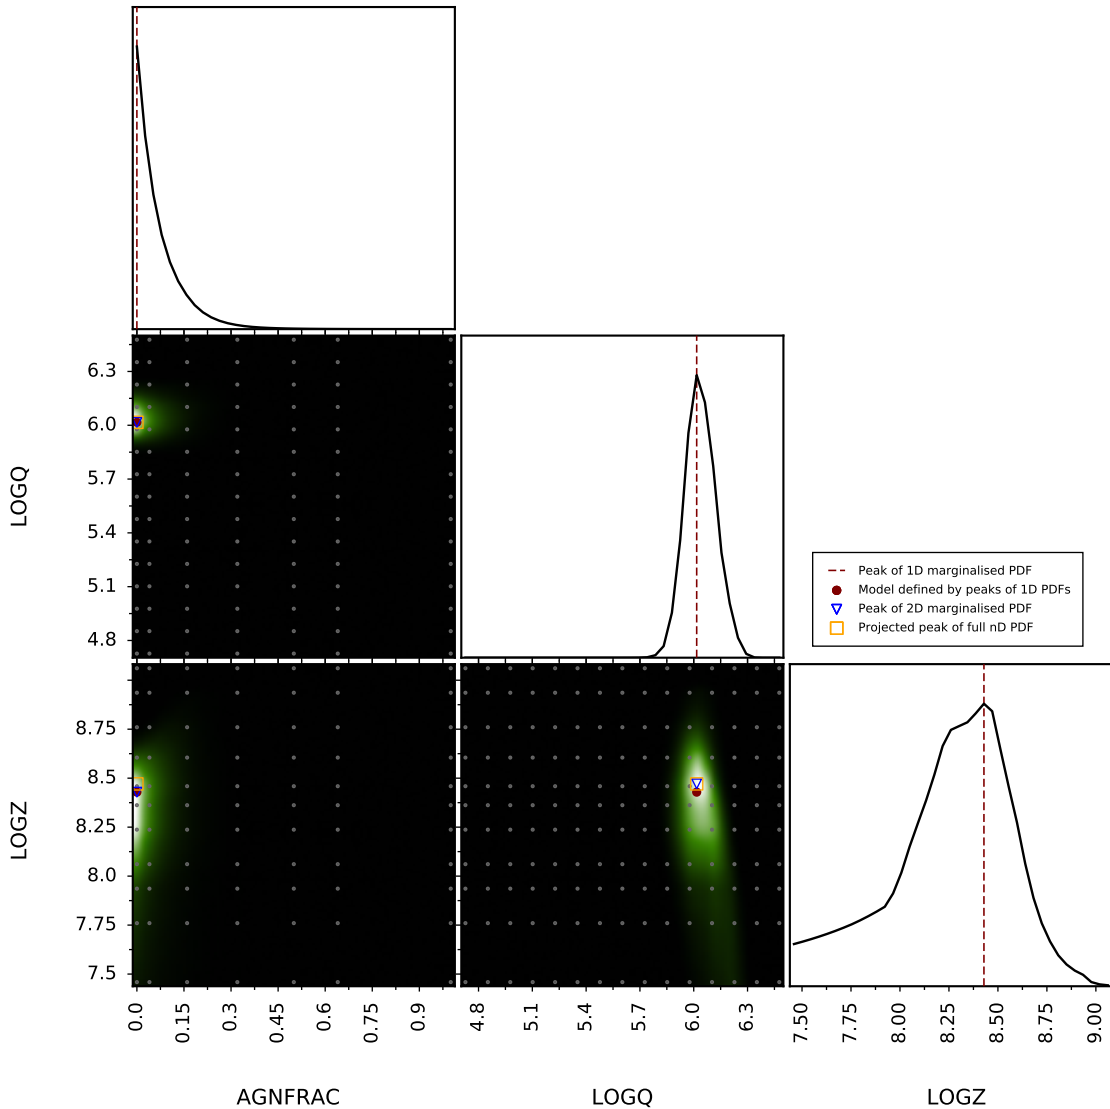 6.3
6.0
5.7
5.4
5.1
4.8
LOGQ
Peak of 1D marginalised PDF
Model defined by peaks of 1D PDFs
Peak of 2D marginalised PDF
Projected peak of full nD PDF
8.75
8.5
8.25
8.0
7.75
7.5
LOGZ
0.0 0.15 0.3 0.45 0.6 0.75 0.9
4.8 5.1 5.4 5.7 6.0 6.3
7.50 7.75 8.00 8.25 8.50 8.75 9.00
AGNFRAC
LOGQ
LOGZ